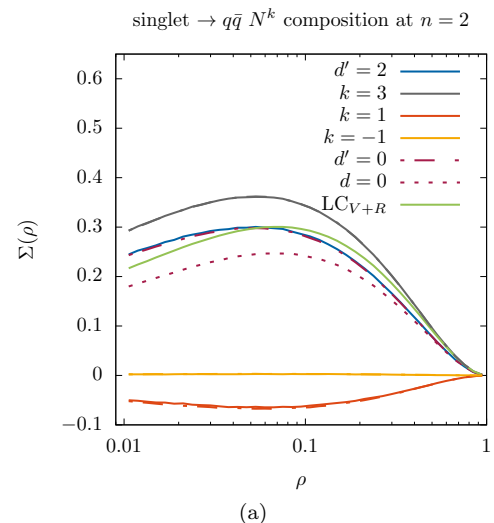 singlet → qq̄ N^k composition at n = 2
0.6
0.5
0.4
0.3
0.2
0.1
0
−0.1
Σ(ρ)
d′ = 2
k = 3
k = 1
k = −1
d′ = 0
d = 0
LC_{V+R}
0.01
0.1
1
ρ
(a)